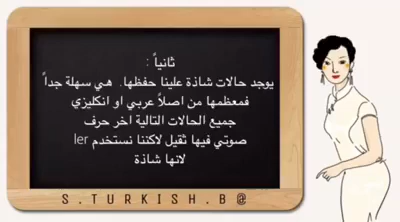 ثانياً :
يوجد حالات شاذة علينا حفظها. هي سهلة جداً
فمعظمها من اصلاً عربي او انكليزي
جميع الحالات التالية اخر حرف
صوتي فيها ثقيل لاكننا نستخدم ler
لانها شاذة
S.TURKISH.B@